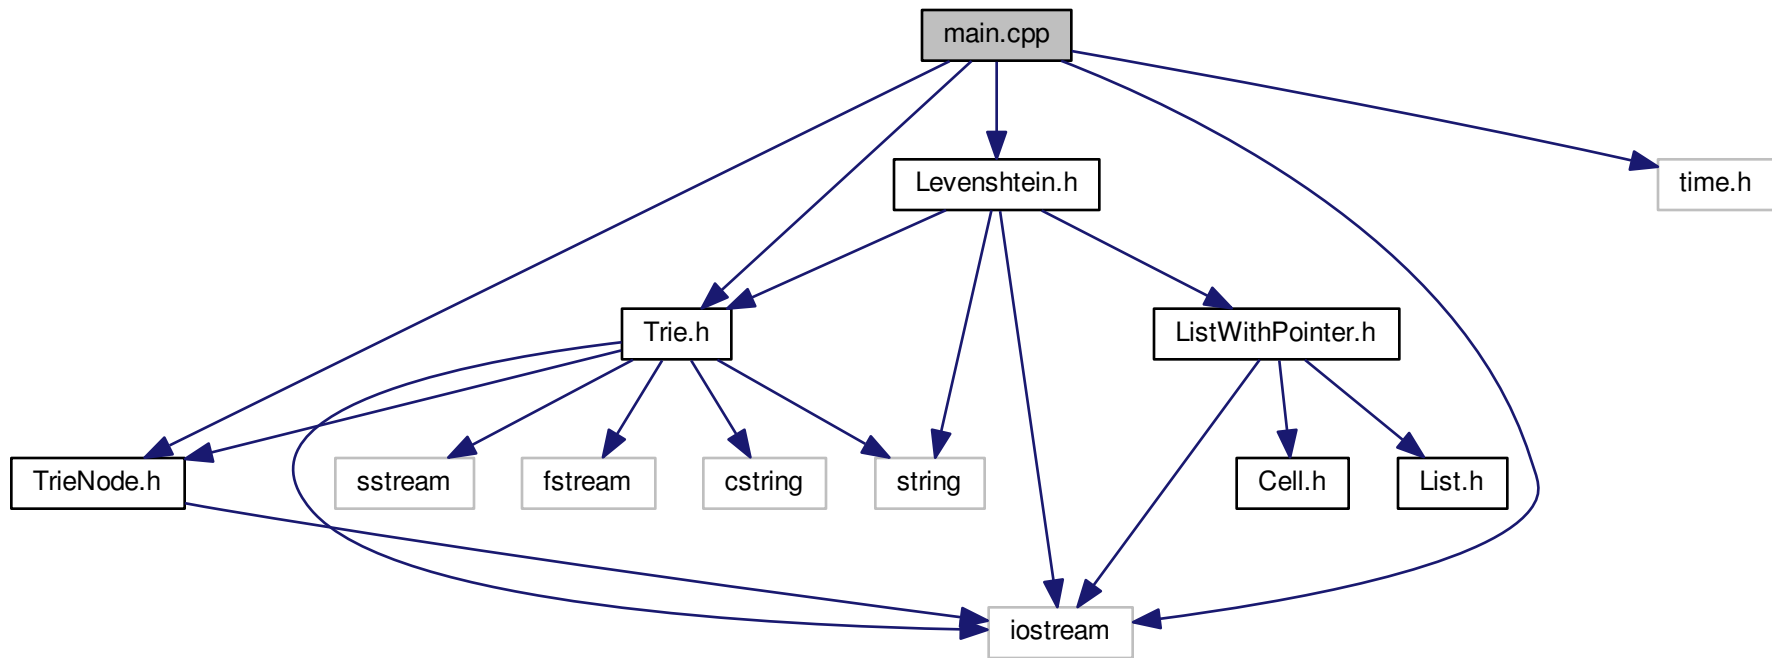 main.cpp
Levenshtein.h
time.h
Trie.h
ListWithPointer.h
TrieNode.h
sstream
fstream
cstring
string
Cell.h
List.h
iostream